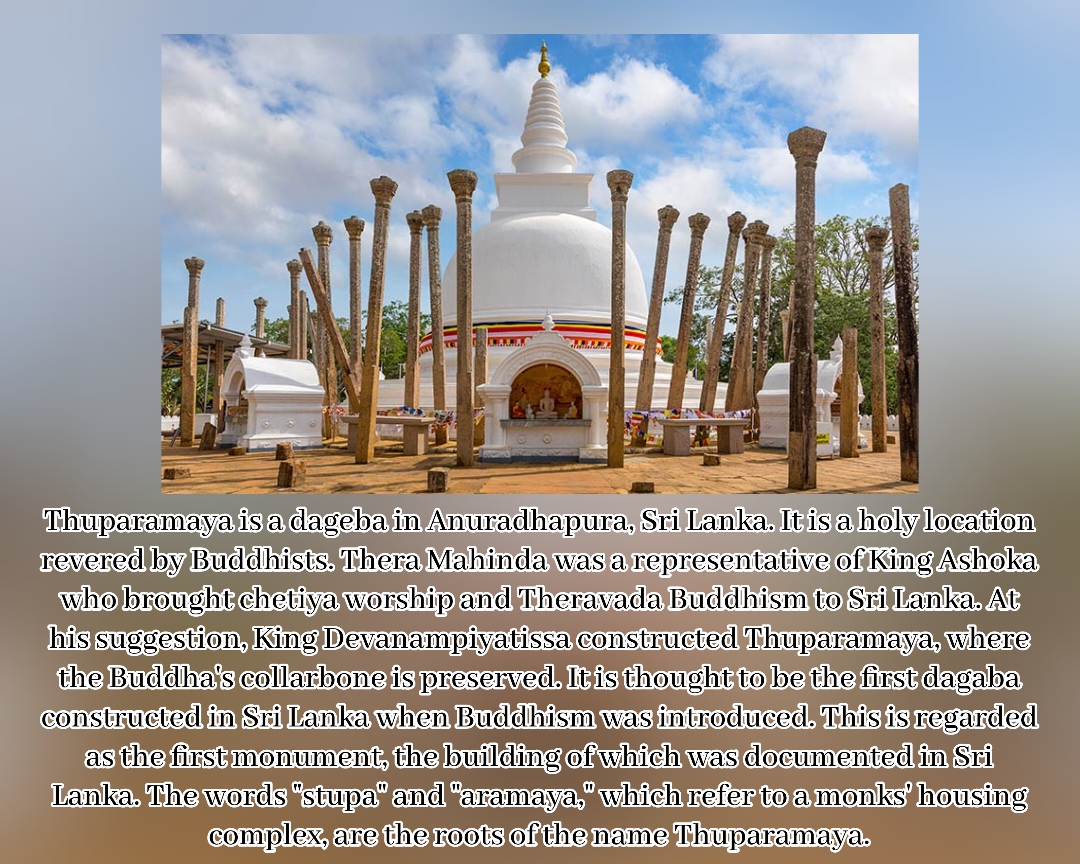 Thuparamaya is a dageba in Anuradhapura, Sri Lanka. It is a holy location
revered by Buddhists. Thera Mahinda was a representative of King Ashoka
who brought chetiya worship and Theravada Buddhism to Sri Lanka. At
his suggestion, King Devanampiyatissa constructed Thuparamaya, where
the Buddha's collarbone is preserved. It is thought to be the first dagaba
constructed in Sri Lanka when Buddhism was introduced. This is regarded
as the first monument, the building of which was documented in Sri
Lanka. The words "stupa" and "aramaya," which refer to a monks' housing
complex, are the roots of the name Thuparamaya.